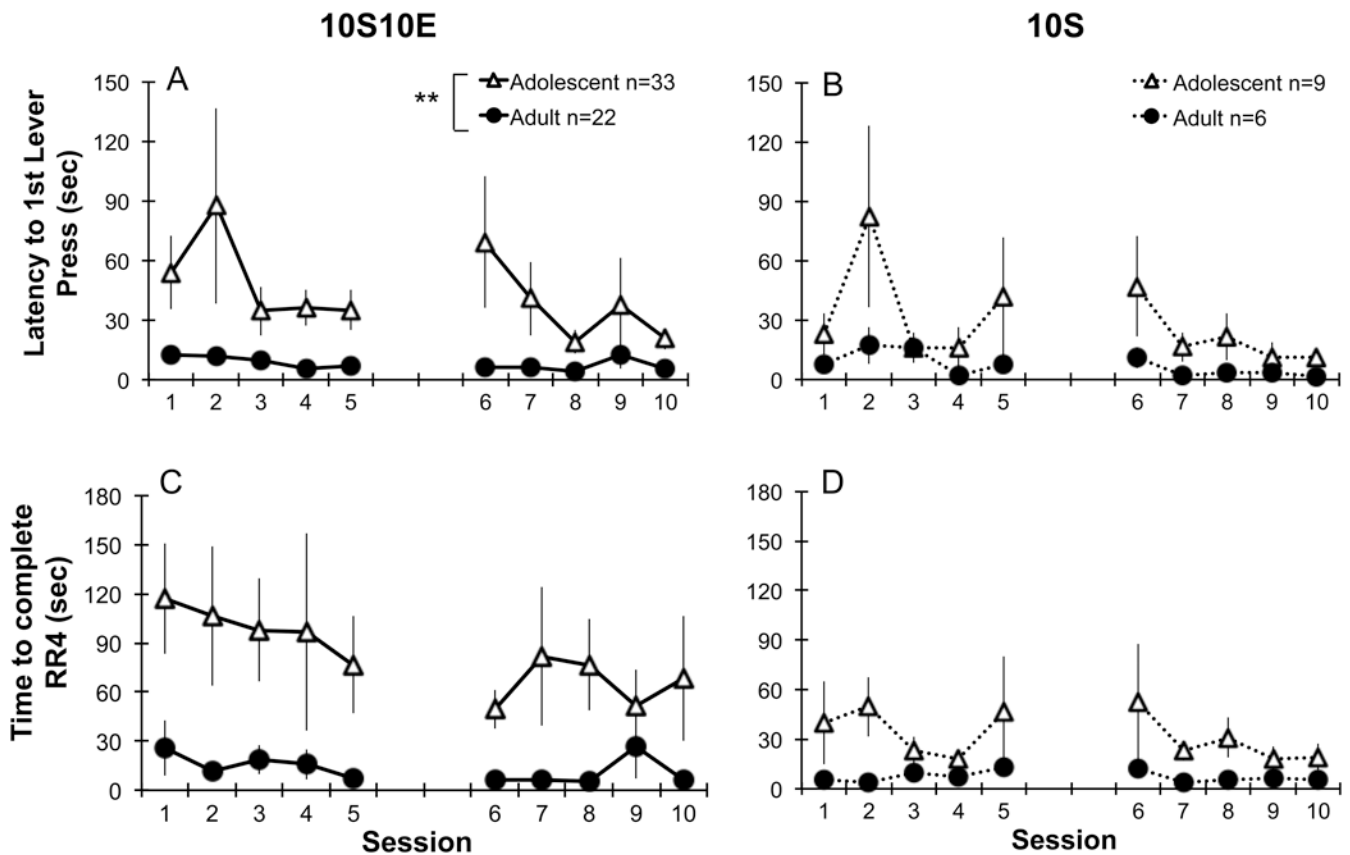 10S10E
10S
A
150
120
90
60
30
0
Latency to 1st Lever
Press (sec)
**
Adolescent n=33
Adult n=22
1 2 3 4 5 6 7 8 9 10
B
150
120
90
60
30
0
Adolescent n=9
Adult n=6
1 2 3 4 5 6 7 8 9 10
C
180
150
120
90
60
30
0
Time to complete
RR4 (sec)
1 2 3 4 5 6 7 8 9 10
Session
D
180
150
120
90
60
30
0
1 2 3 4 5 6 7 8 9 10
Session